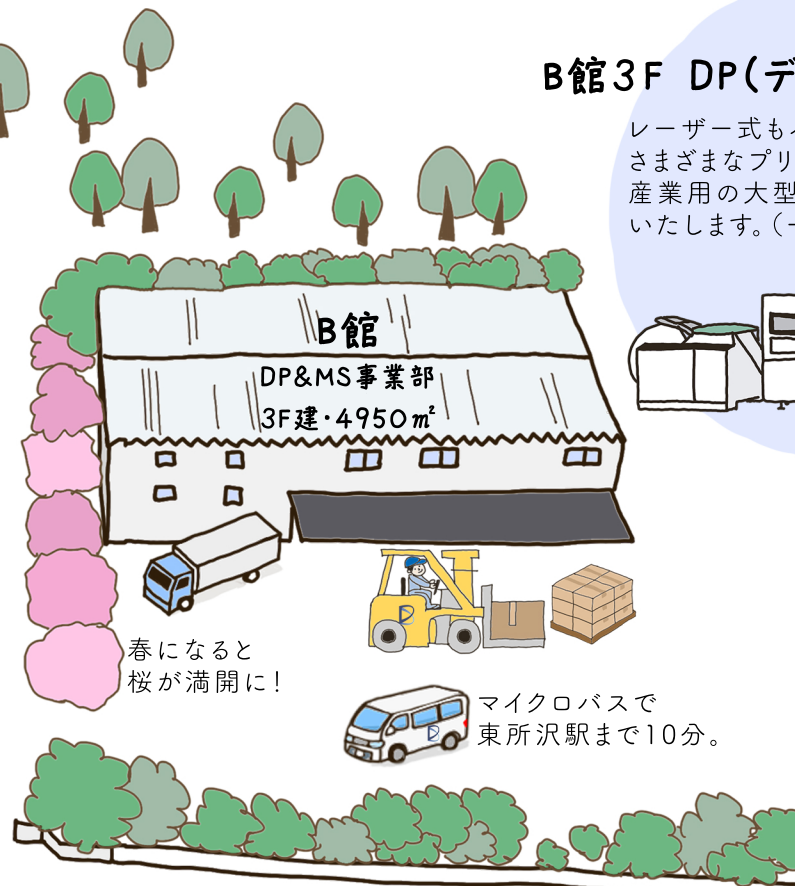 B館3F DP(デ
レーザー式も
さまざまなプリ
産業用の大型
いたします。(
B館
DP&MS事業部
3F建・4950㎡
春になると
桜が満開に!
マイクロバスで
東所沢駅まで10分。